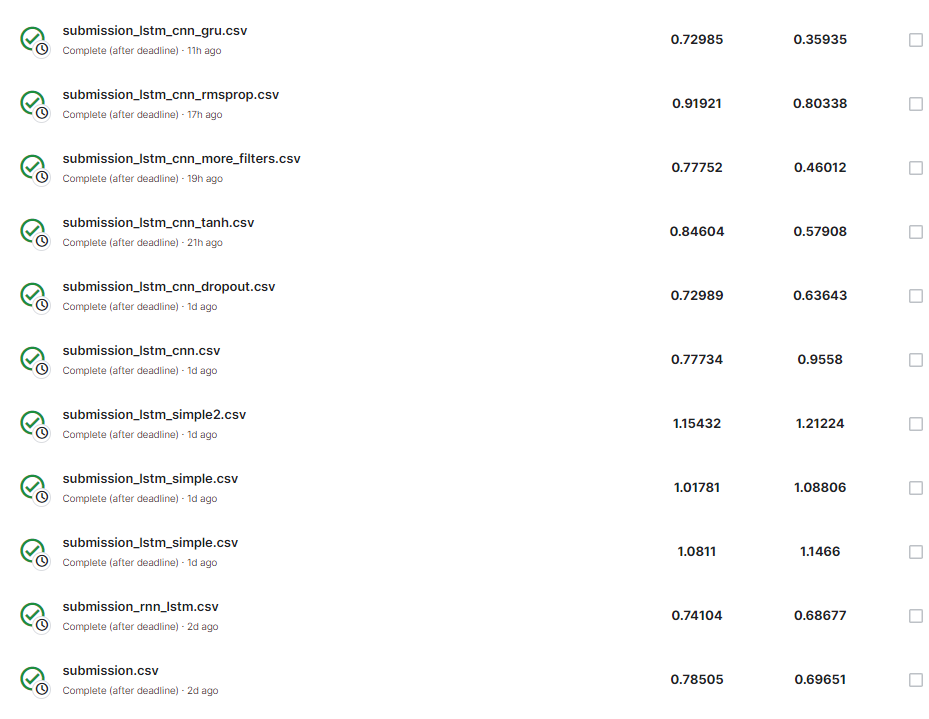 submission_lstm_cnn_gru.csv
Complete (after deadline) · 11h ago
0.72985 0.35935
submission_lstm_cnn_rmsprop.csv
Complete (after deadline) · 17h ago
0.91921 0.80338
submission_lstm_cnn_more_filters.csv
Complete (after deadline) · 19h ago
0.77752 0.46012
submission_lstm_cnn_tanh.csv
Complete (after deadline) · 21h ago
0.84604 0.57908
submission_lstm_cnn_dropout.csv
Complete (after deadline) · 1d ago
0.72989 0.63643
submission_lstm_cnn.csv
Complete (after deadline) · 1d ago
0.77734 0.9558
submission_lstm_simple2.csv
Complete (after deadline) · 1d ago
1.15432 1.21224
submission_lstm_simple.csv
Complete (after deadline) · 1d ago
1.01781 1.08806
submission_lstm_simple.csv
Complete (after deadline) · 1d ago
1.0811 1.1466
submission_rnn_lstm.csv
Complete (after deadline) · 2d ago
0.74104 0.68677
submission.csv
Complete (after deadline) · 2d ago
0.78505 0.69651